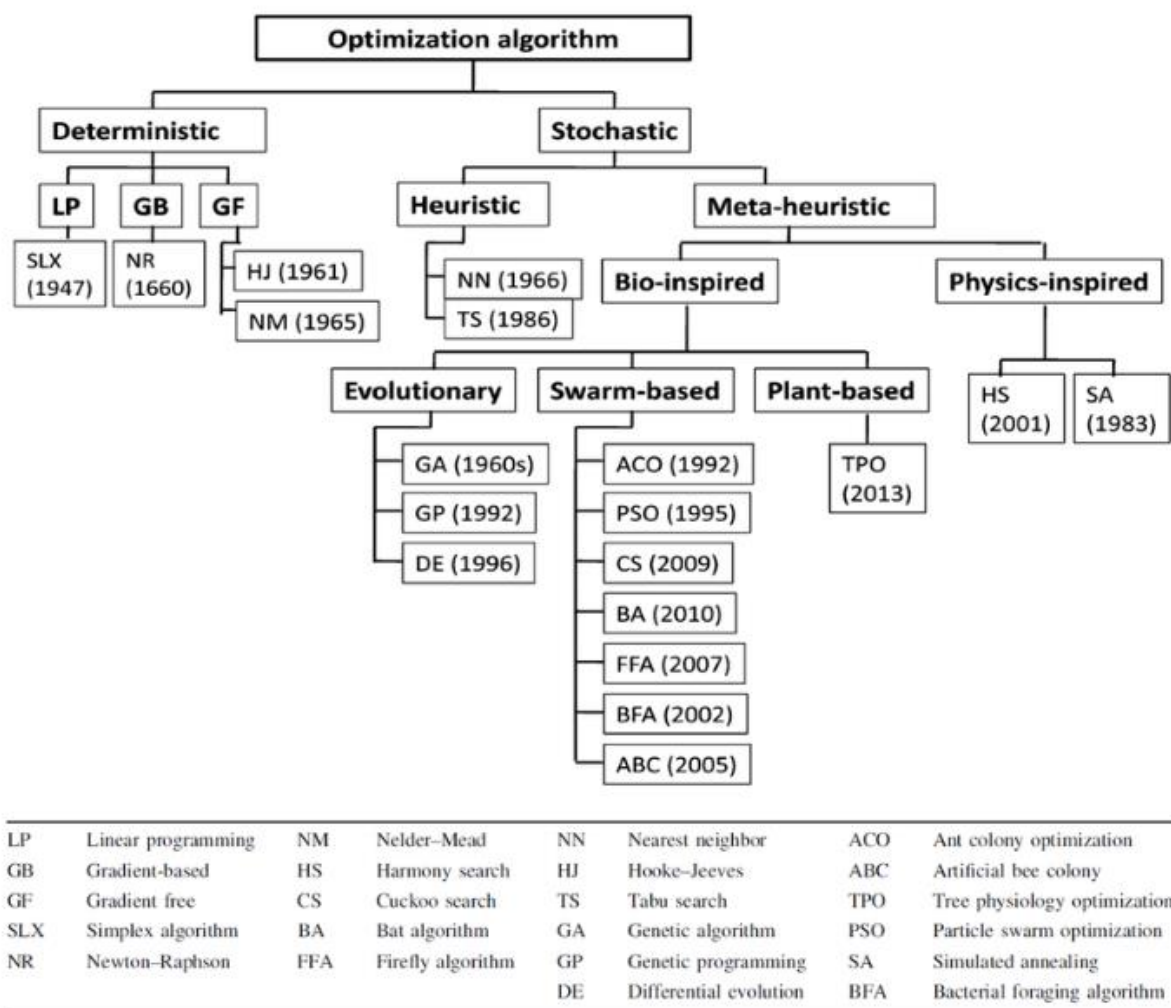 Optimization algorithm
Deterministic
Stochastic
LP
GB
GF
Heuristic
Meta-heuristic
SLX
(1947)
NR
(1660)
HJ (1961)
NM (1965)
NN (1966)
TS (1986)
Bio-inspired
Physics-inspired
Evolutionary
Swarm-based
Plant-based
HS
(2001)
SA
(1983)
GA (1960s)
GP (1992)
DE (1996)
ACO (1992)
PSO (1995)
CS (2009)
BA (2010)
FFA (2007)
BFA (2002)
ABC (2005)
TPO
(2013)
LP Linear programming NM Nelder–Mead NN Nearest neighbor ACO Ant colony optimization
GB Gradient-based HS Harmony search HJ Hooke–Jeeves ABC Artificial bee colony
GF Gradient free CS Cuckoo search TS Tabu search TPO Tree physiology optimization
SLX Simplex algorithm BA Bat algorithm GA Genetic algorithm PSO Particle swarm optimization
NR Newton–Raphson FFA Firefly algorithm GP Genetic programming SA Simulated annealing
DE Differential evolution BFA Bacterial foraging algorithm